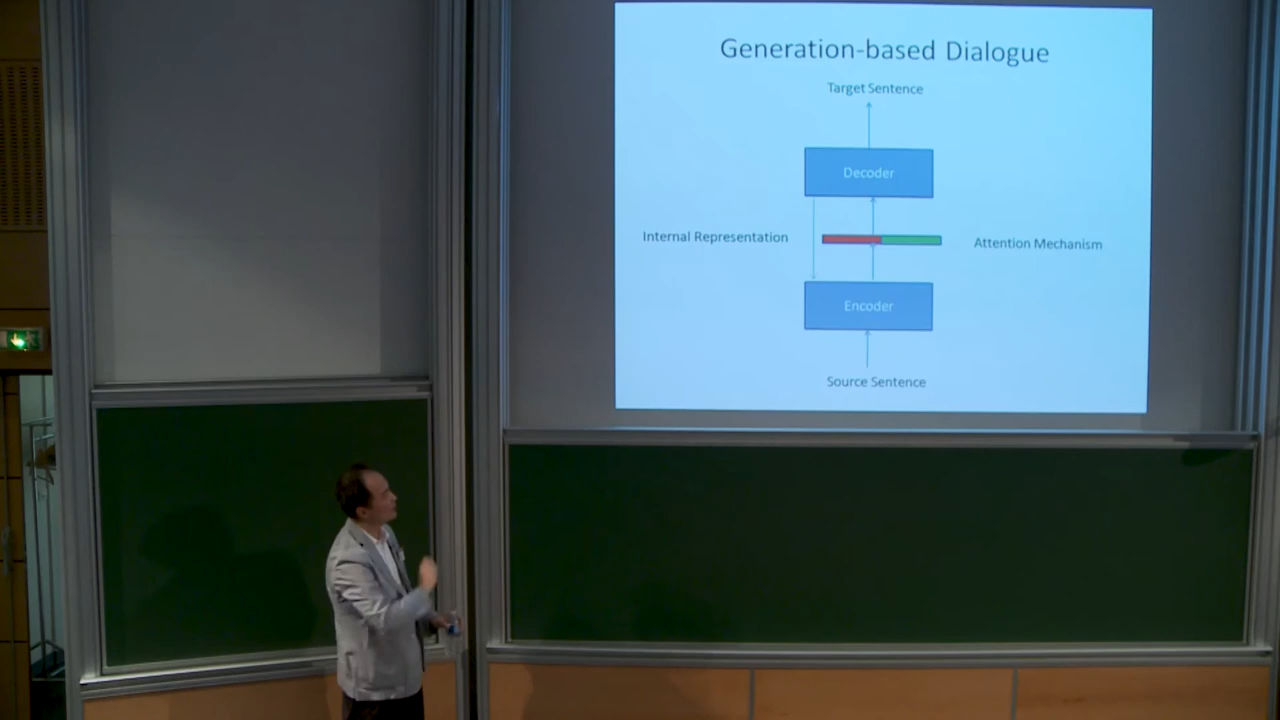 Generation-based Dialogue
Target Sentence
Decoder
Internal Representation
Attention Mechanism
Encoder
Source Sentence